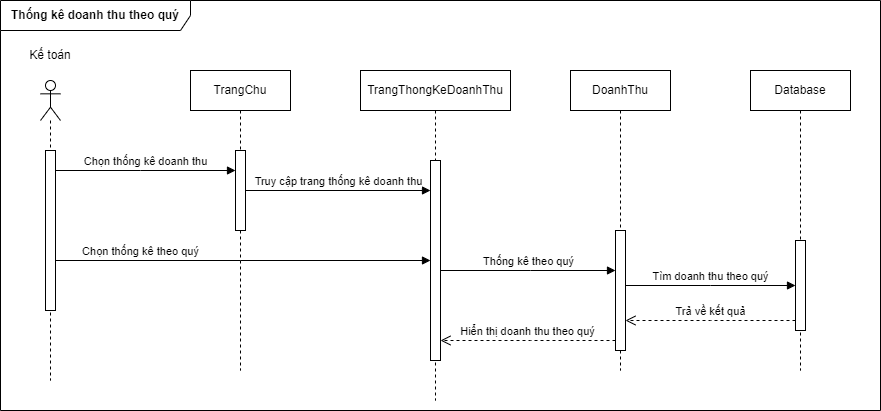 Thống kê doanh thu theo quý
Kế toán
TrangChu
TrangThongKeDoanhThu
DoanhThu
Database
Chọn thống kê doanh thu
Truy cập trang thống kê doanh thu
Chọn thống kê theo quý
Thống kê theo quý
Tìm doanh thu theo quý
Trả về kết quả
Hiển thị doanh thu theo quý